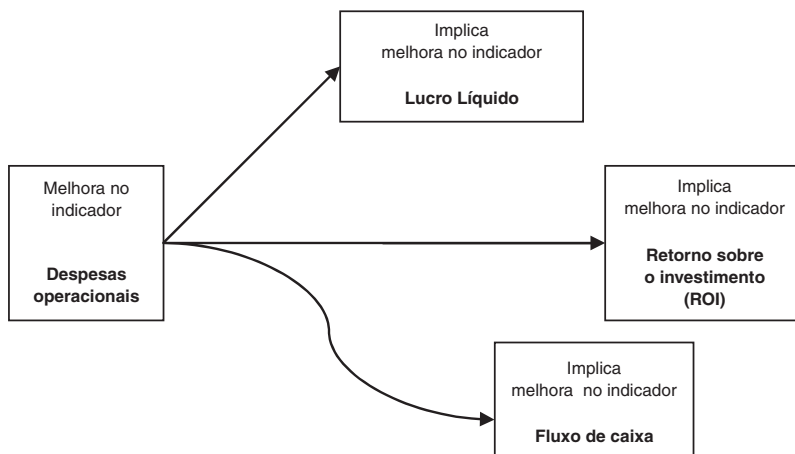 Implica
melhora no indicador
Lucro Líquido
Melhora no
indicador
Despesas
operacionais
Implica
melhora no indicador
Retorno sobre
o investimento
(ROI)
Implica
melhora no indicador
Fluxo de caixa